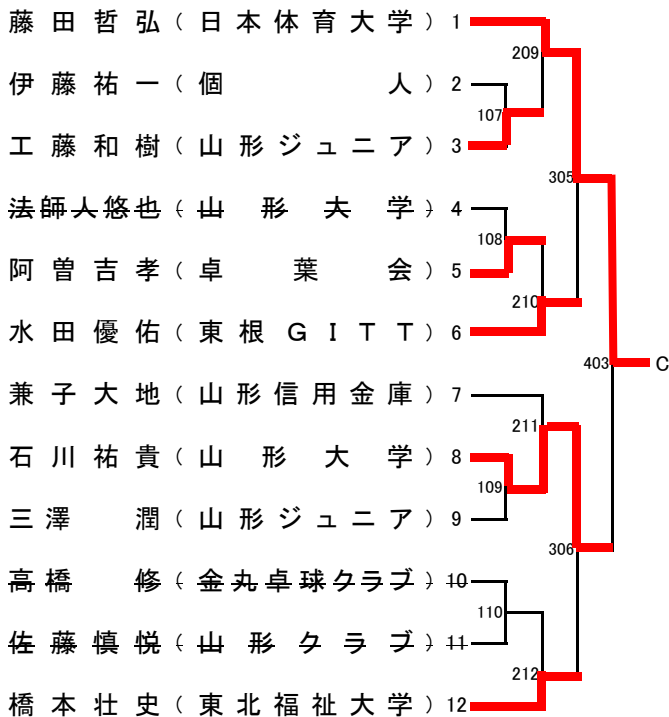 藤田哲弘(日本体育大学) 1
209
伊藤祐一(個人) 2
107
工藤和樹(山形ジュニア) 3
305
法師人悠也(山形大学) 4
108
阿曽吉孝(卓葉会) 5
210
水田優佑(東根GITT) 6
403 C
兼子大地(山形信用金庫) 7
211
石川祐貴(山形大学) 8
109
三澤潤(山形ジュニア) 9
306
高橋修(金丸卓球クラブ) 10
110
佐藤慎悦(山形クラブ) 11
212
橋本壮史(東北福祉大学) 12